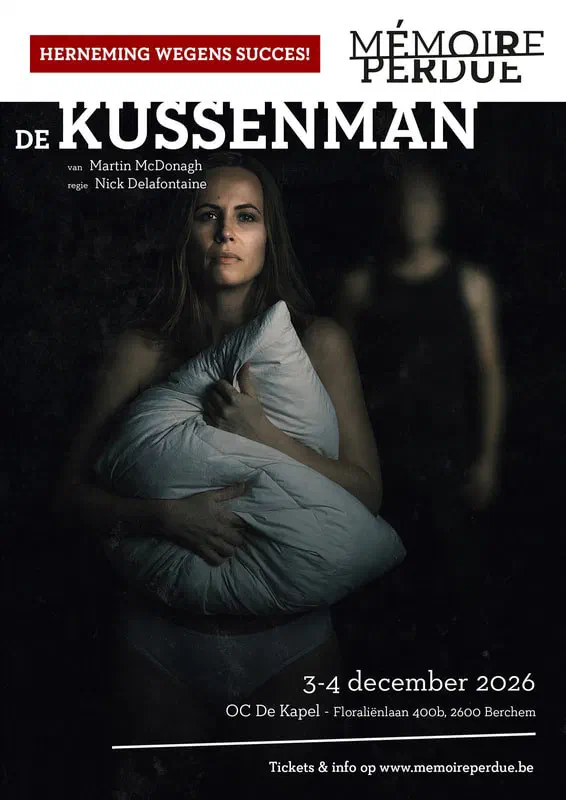 HERNEMING WEGENS SUCCES!
MÉMOIRE
PERDUE
DE KUSSENMAN
van Martin McDonagh
regie Nick Delafontaine
3-4 december 2026
OC De Kapel - Floraliënlaan 400b, 2600 Berchem
Tickets & info op www.memoireperdue.be